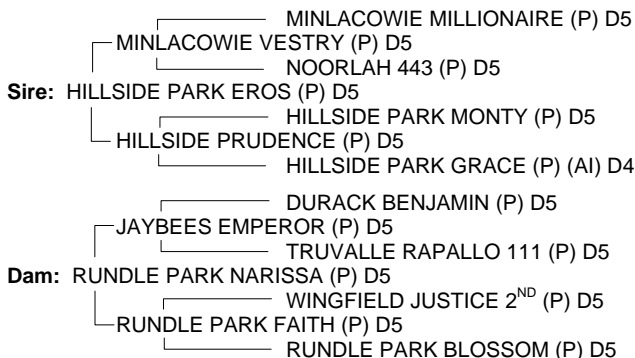 MINLACOWIE MILLIONAIRE (P) D5
MINLACOWIE VESTRY (P) D5
NOORLAH 443 (P) D5
Sire: HILLSIDE PARK EROS (P) D5
HILLSIDE PARK MONTY (P) D5
HILLSIDE PRUDENCE (P) D5
HILLSIDE PARK GRACE (P) (AI) D4
DURACK BENJAMIN (P) D5
JAYBEES EMPEROR (P) D5
TRUVALLE RAPALLO 111 (P) D5
Dam: RUNDLE PARK NARISSA (P) D5
WINGFIELD JUSTICE 2ND (P) D5
RUNDLE PARK FAITH (P) D5
RUNDLE PARK BLOSSOM (P) D5